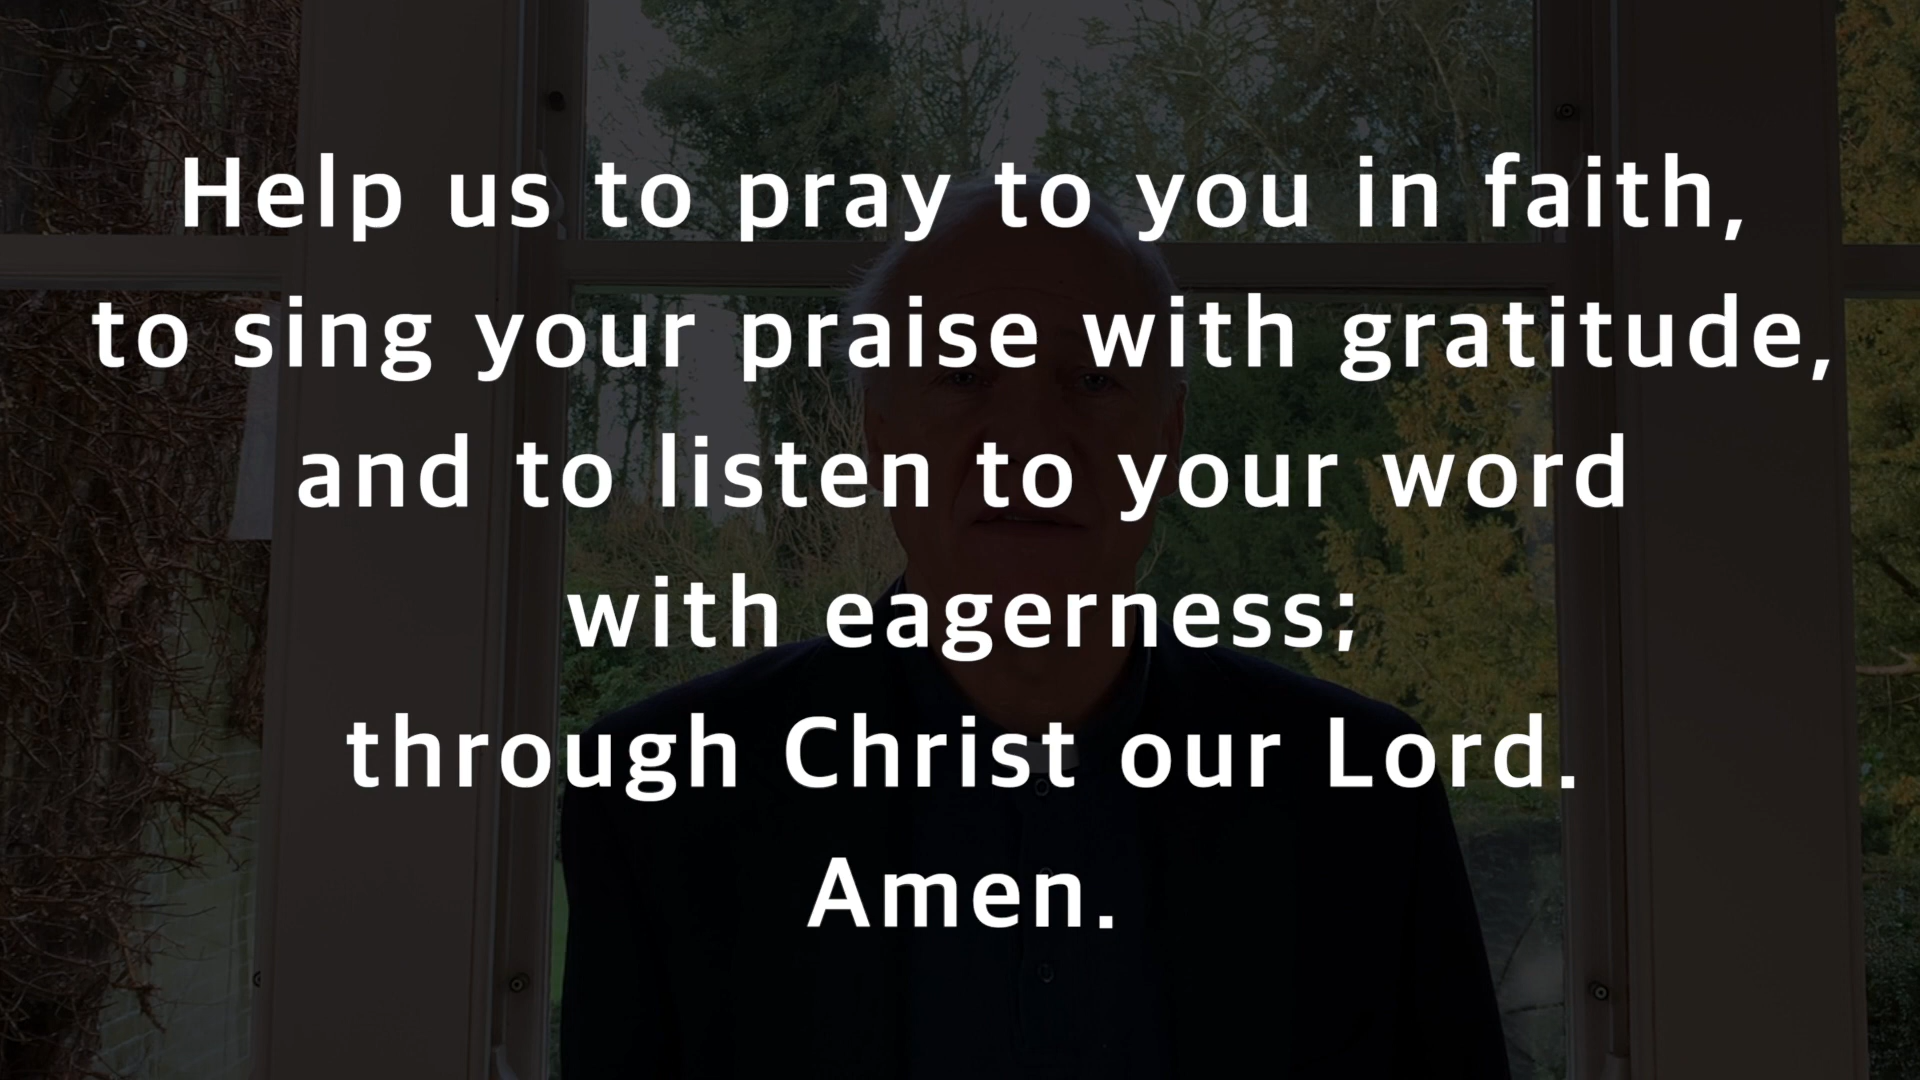 Help us to pray to you in faith,
to sing your praise with gratitude,
and to listen to your word
with eagerness;
through Christ our Lord.
Amen.